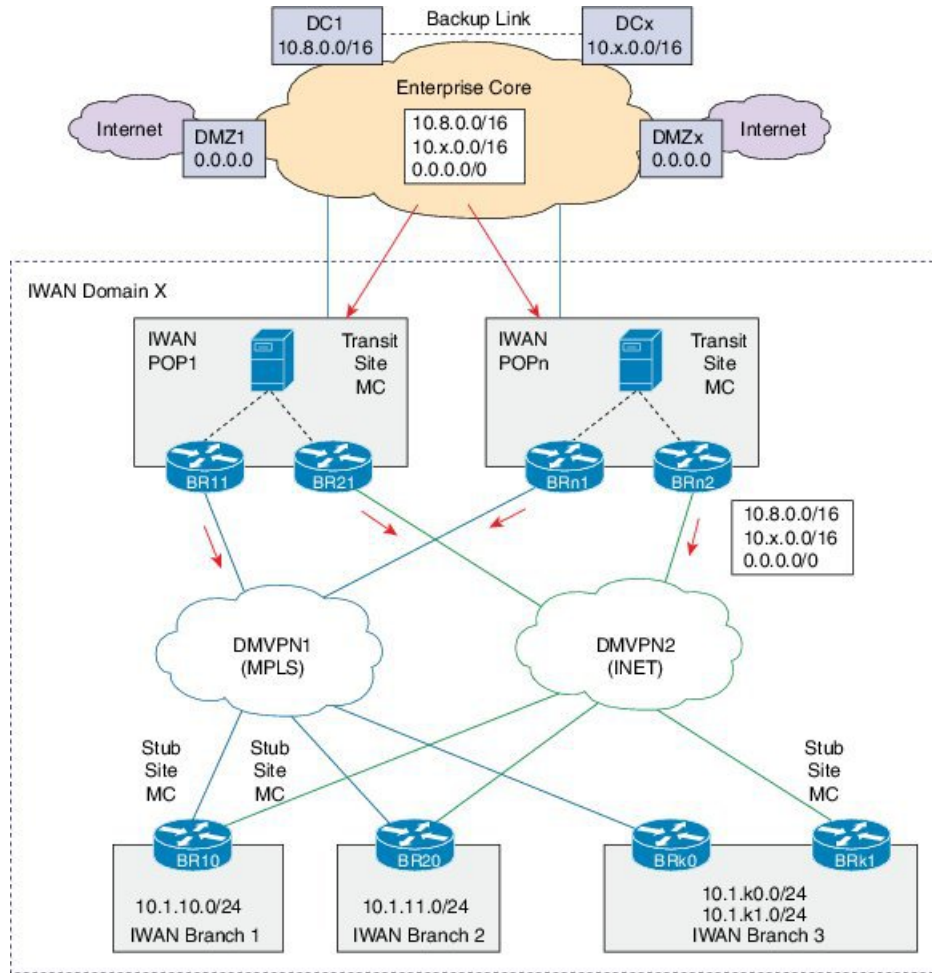 DC1
10.8.0.0/16
Backup Link
DCx
10.x.0.0/16
Enterprise Core
10.8.0.0/16
10.x.0.0/16
0.0.0.0/0
Internet
DMZ1
0.0.0.0
DMZx
0.0.0.0
Internet
IWAN Domain X
IWAN
POP1
Transit
Site
MC
IWAN
POPn
Transit
Site
MC
BR11
BR21
BRn1
BRn2
10.8.0.0/16
10.x.0.0/16
0.0.0.0/0
DMVPN1
(MPLS)
DMVPN2
(INET)
Stub
Site
MC
Stub
Site
MC
Stub
Site
MC
BR10
BR20
BRk0
BRk1
10.1.10.0/24
IWAN Branch 1
10.1.11.0/24
IWAN Branch 2
10.1.k0.0/24
10.1.k1.0/24
IWAN Branch 3